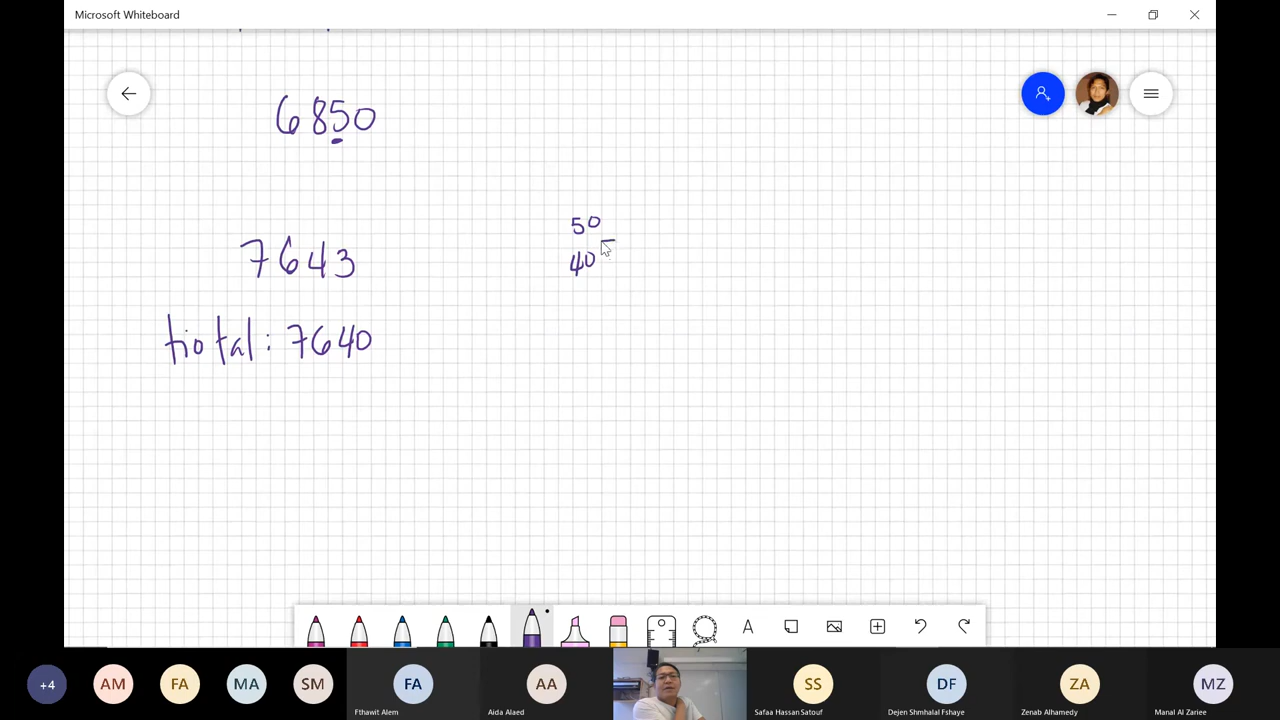 Microsoft Whiteboard
6850
7643
50
40
tiotal: 7640
A
+4
AM
FA
MA
SM
FA
Fthawit Alem
AA
Aida Alaed
SS
Safaa Hassan Satouf
DF
Dejen Shmhalal Fshaye
ZA
Zenab Alhamedy
MZ
Manal Al Zariee